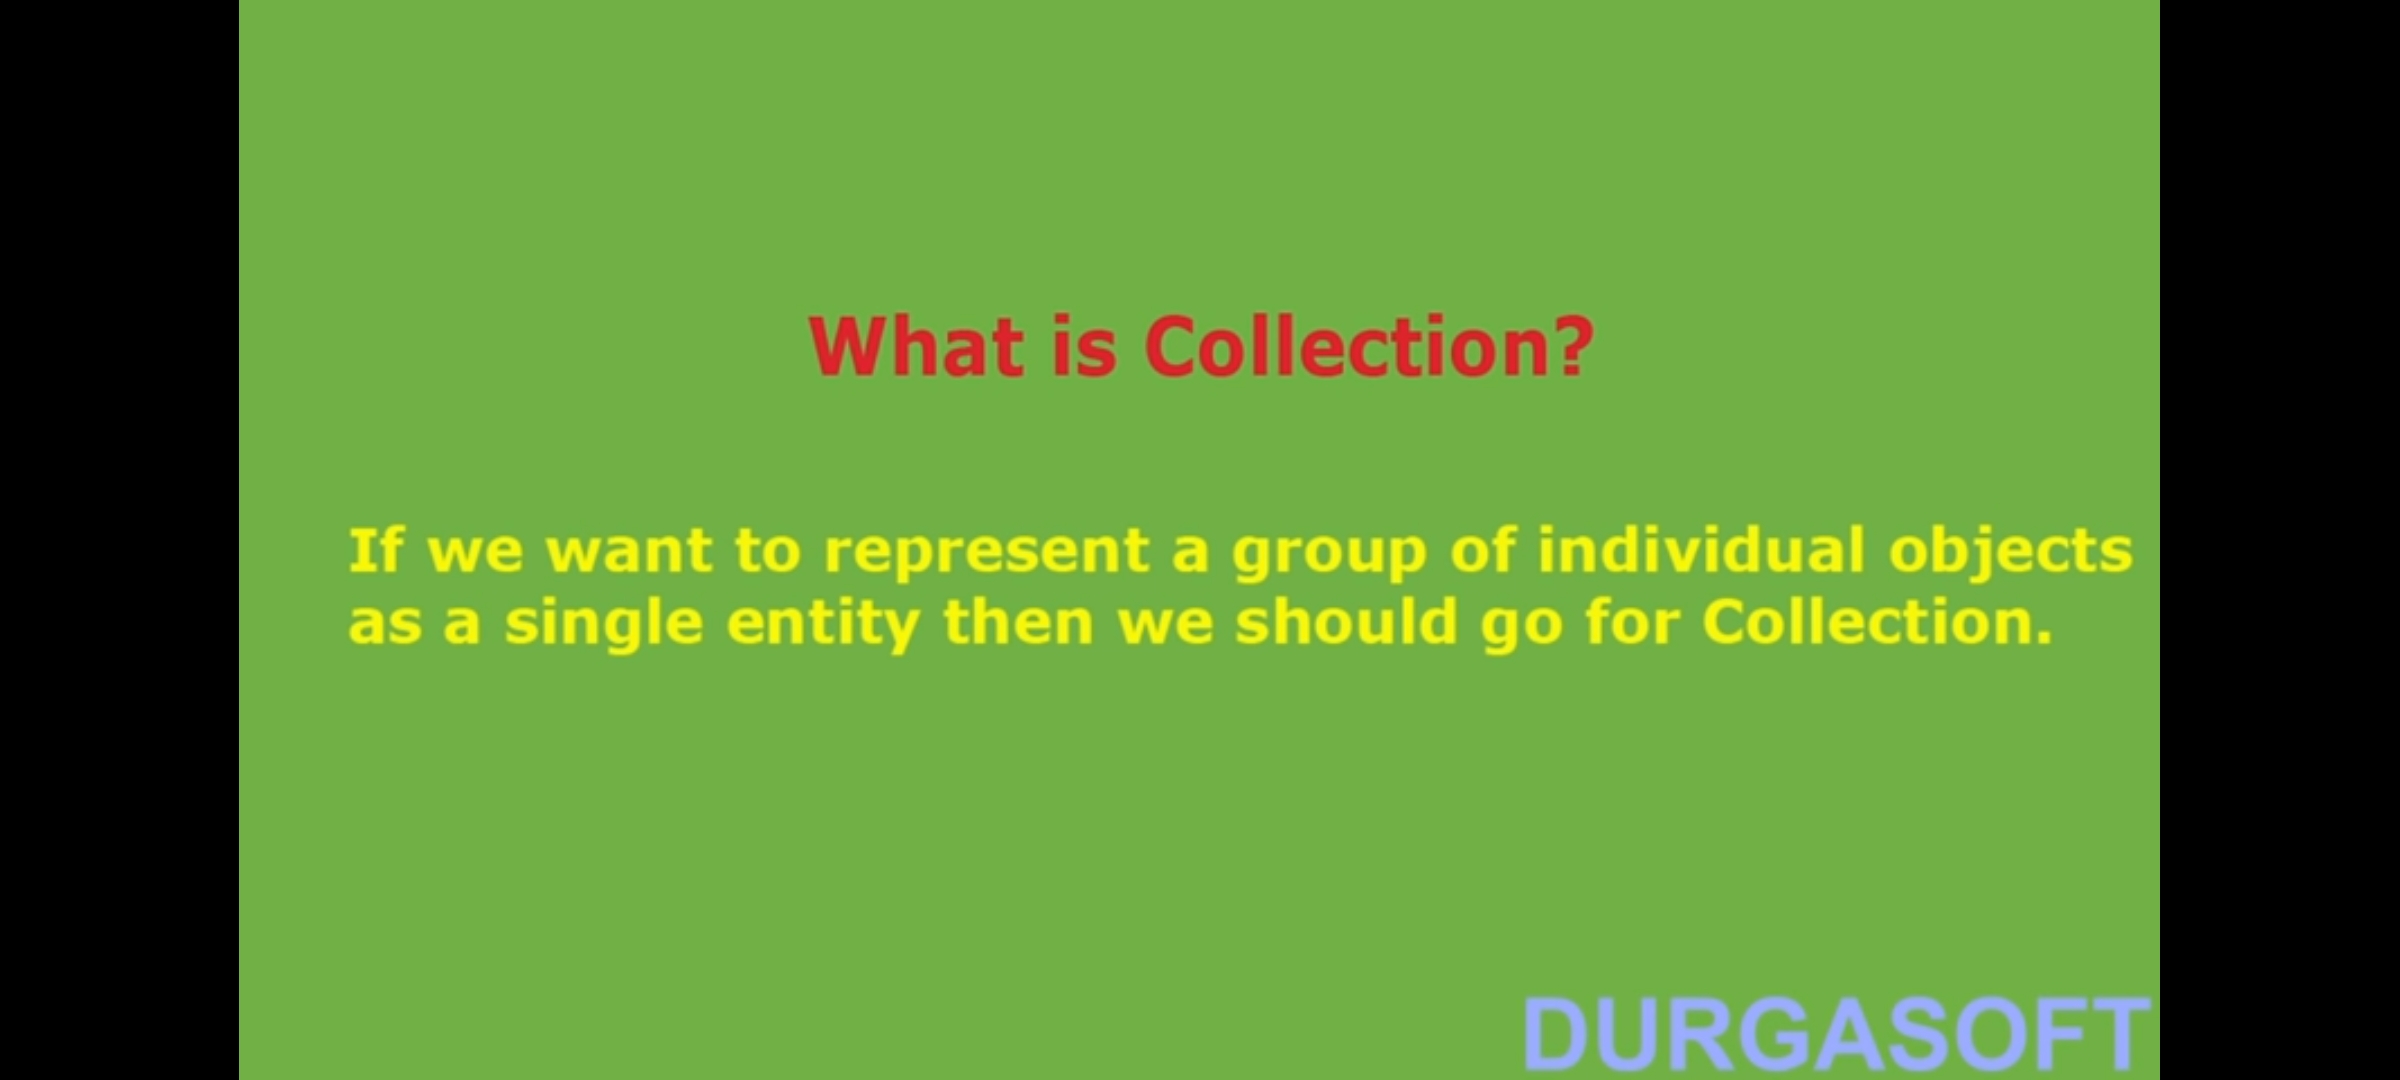 What is Collection?
If we want to represent a group of individual objects
as a single entity then we should go for Collection.
DURGASOFT